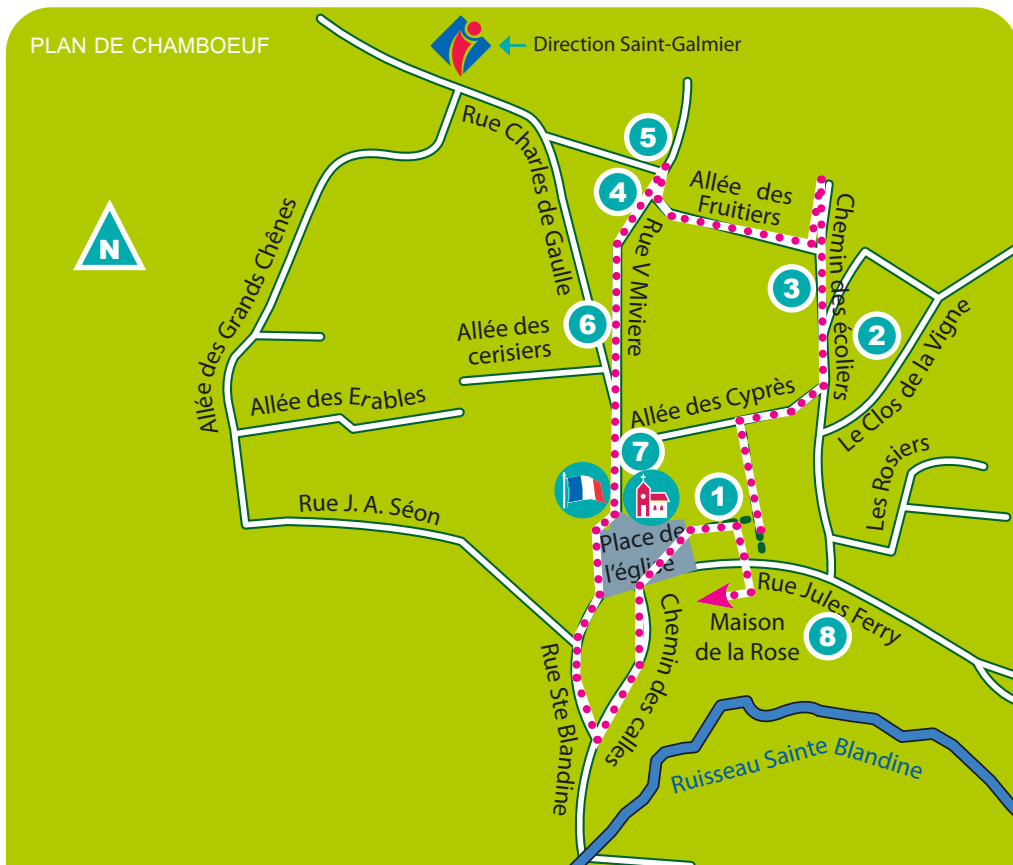 PLAN DE CHAMBOEUF
Direction Saint-Galmier
Rue Charles de Gaulle
5
4
Allée des
Fruitiers
Chemin des écoliers
N
Allée des Grands Chênes
Rue V Miviere
3
6
2
Allée des
cerisiers
Le Clos de la Vigne
Allée des Erables
Allée des Cyprès
7
1
Les Rosiers
Rue J. A. Séon
Place de
l'église
Rue Jules Ferry
Maison
de la Rose
8
Chemin des calles
Rue Ste Blandine
Ruisseau Sainte Blandine